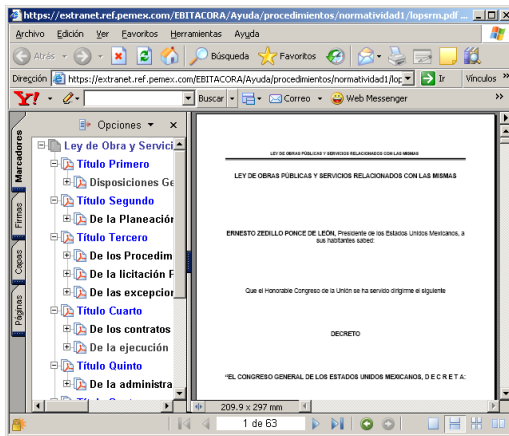 https://extranet.ref.pemex.com/EBITACORA/Ayuda/procedimientos/normatividad1/lopsrm.pdf ...
Archivo Edición Ver Favoritos Herramientas Ayuda
Atrás Búsqueda Favoritos
Dirección https://extranet.ref.pemex.com/EBITACORA/Ayuda/procedimientos/normatividad1/lop Ir Vínculos »
Y! Buscar Correo Web Messenger »
Opciones x
Marcadores
Firmas
Capas
Páginas
Ley de Obra y Servici
Título Primero
Disposiciones Ge
Título Segundo
De la Planeación
Título Tercero
De los Procedim
De la licitación P
De las excepcion
Título Cuarto
De los contratos
De la ejecución
Título Quinto
De la administra
LEY DE OBRAS PÚBLICAS Y SERVICIOS RELACIONADOS CON LAS MISMAS
LEY DE OBRAS PÚBLICAS Y SERVICIOS RELACIONADOS CON LAS MISMAS
ERNESTO ZEDILLO PONCE DE LEÓN, Presidente de los Estados Unidos Mexicanos, a
sus habitantes sabed:
Que el Honorable Congreso de la Unión se ha servido dirigirme el siguiente
DECRETO
"EL CONGRESO GENERAL DE LOS ESTADOS UNIDOS MEXICANOS, D E C R E T A:
209.9 x 297 mm
1 de 63